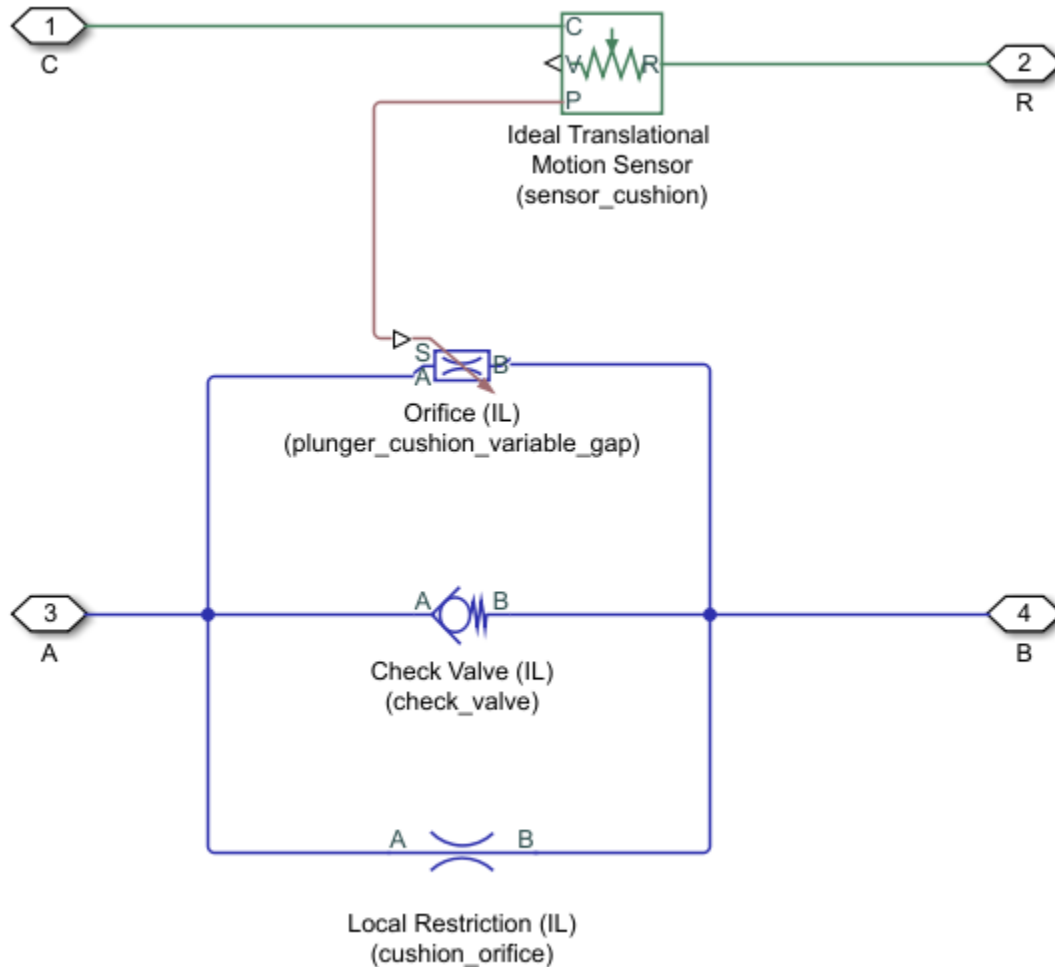 1
C
C
V
R
P
2
R
Ideal Translational
Motion Sensor
(sensor_cushion)
S
A
B
Orifice (IL)
(plunger_cushion_variable_gap)
3
A
A
B
4
B
Check Valve (IL)
(check_valve)
A
B
Local Restriction (IL)
(cushion_orifice)